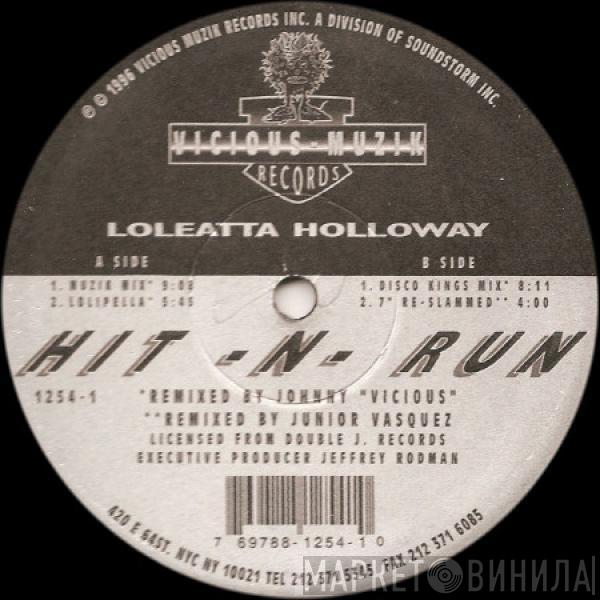 ℗ © 1996 VICIOUS MUZIK RECORDS INC. A DIVISION OF SOUNDSTORM INC.
VICIOUS-MUZIK
RECORDS
LOLEATTA HOLLOWAY
A SIDE
1. MUZIK MIX* 9:08
2. LOLIPELLA* 5:45
B SIDE
1. DISCO KINGS MIX* 8:11
2. 7" RE-SLAMMED** 4:00
HIT -N- RUN
1254-1
*REMIXED BY JOHNNY "VICIOUS"
**REMIXED BY JUNIOR VASQUEZ
LICENSED FROM DOUBLE J. RECORDS
EXECUTIVE PRODUCER JEFFREY RODMAN
7 69788-1254-1 0
420 E 64ST. NYC NY 10021 TEL 212 371 5345 FAX 212 371 6085
МАРКЕТ ВИНИЛА